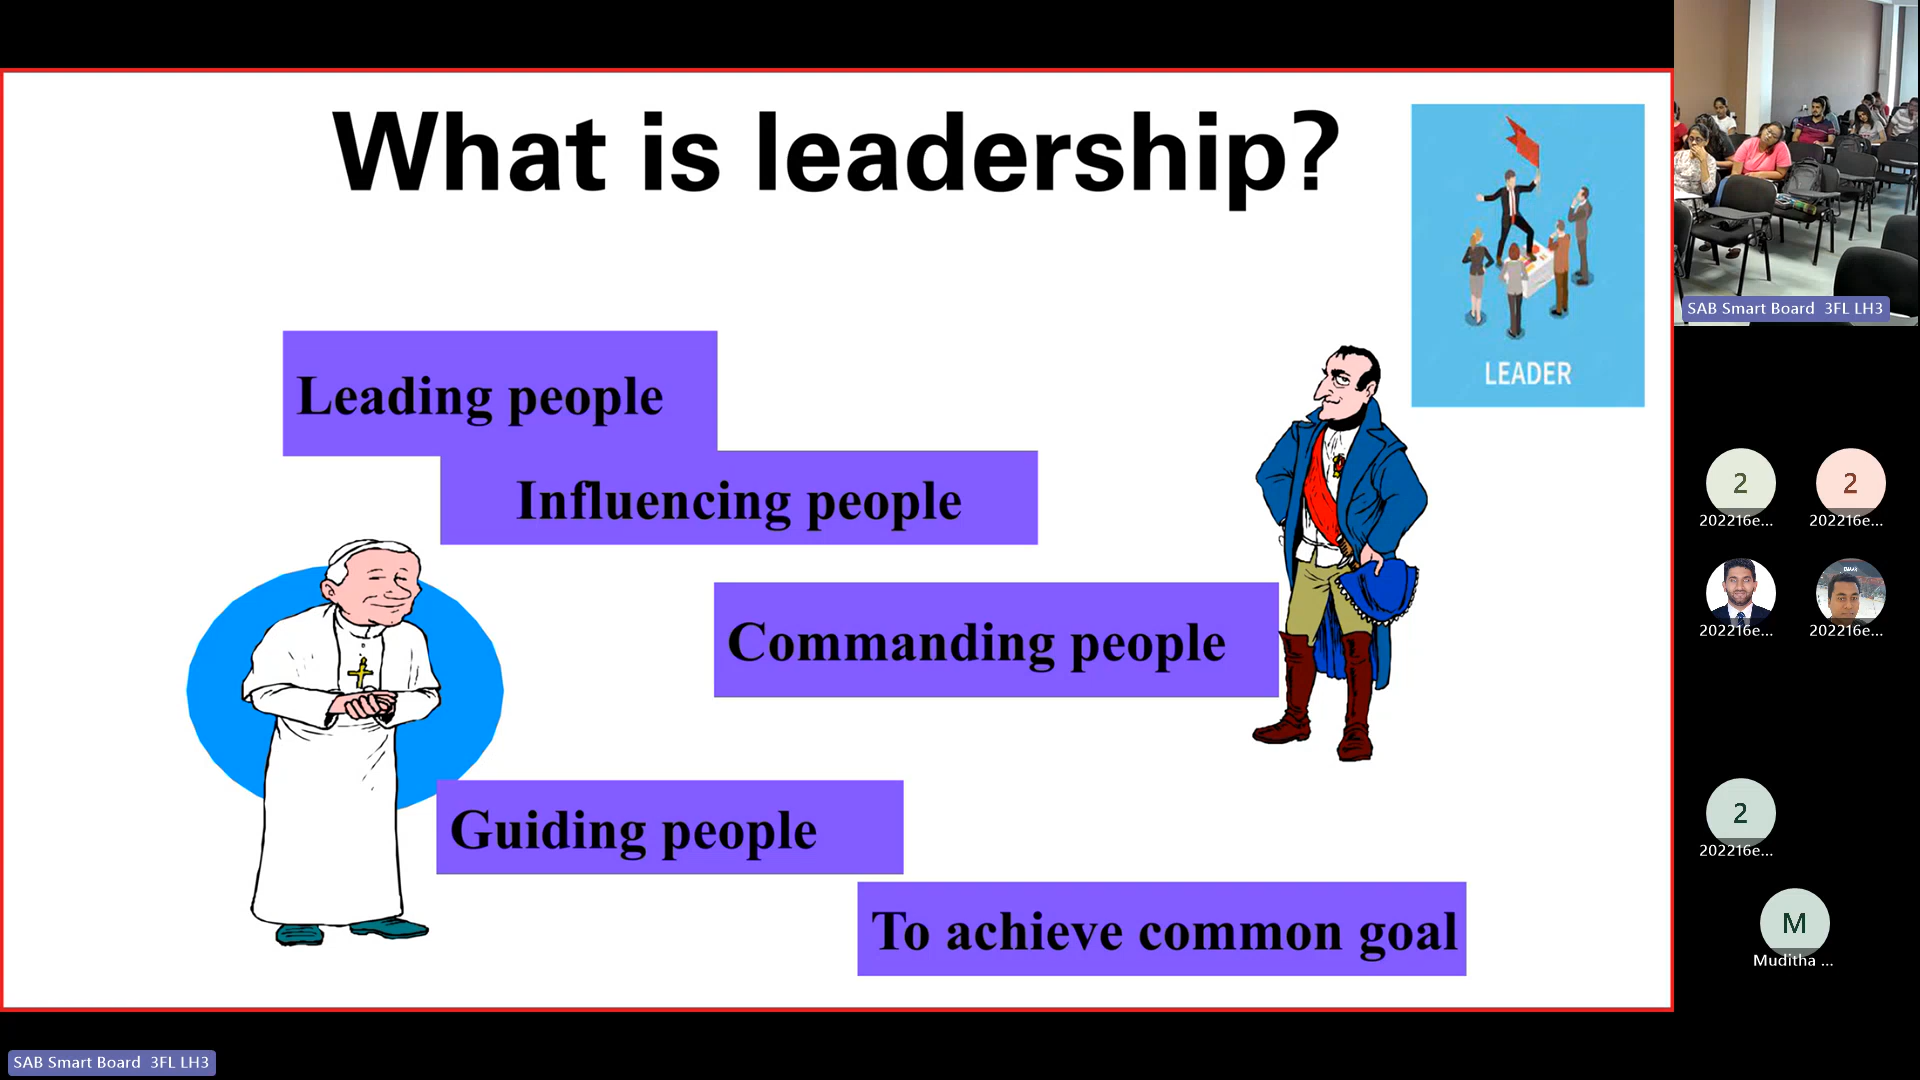 What is leadership?
LEADER
Leading people
Influencing people
Commanding people
Guiding people
To achieve common goal
SAB Smart Board 3FL LH3
SAB Smart Board 3FL LH3
2
202216e...
2
202216e...
202216e...
202216e...
2
202216e...
M
Muditha ...